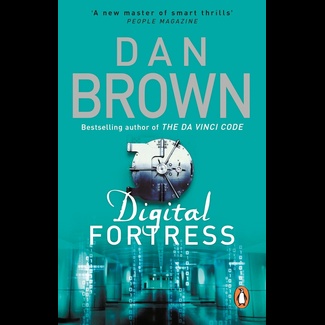 'A new master of smart thrills'
PEOPLE MAGAZINE
DAN
BROWN
Bestselling author of THE DA VINCI CODE
Digital
FORTRESS